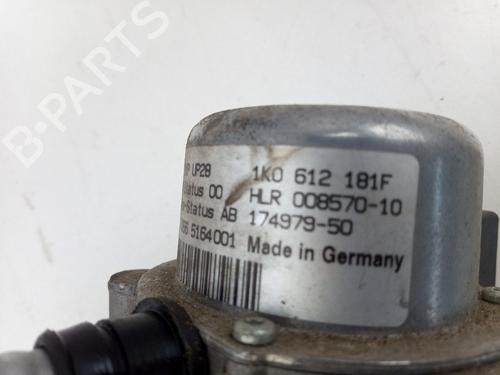 B-PARTS
UP28 1K0 612 181F
Status 00 HLR 008570-10
-Status AB 174979-50
5164001 Made in Germany